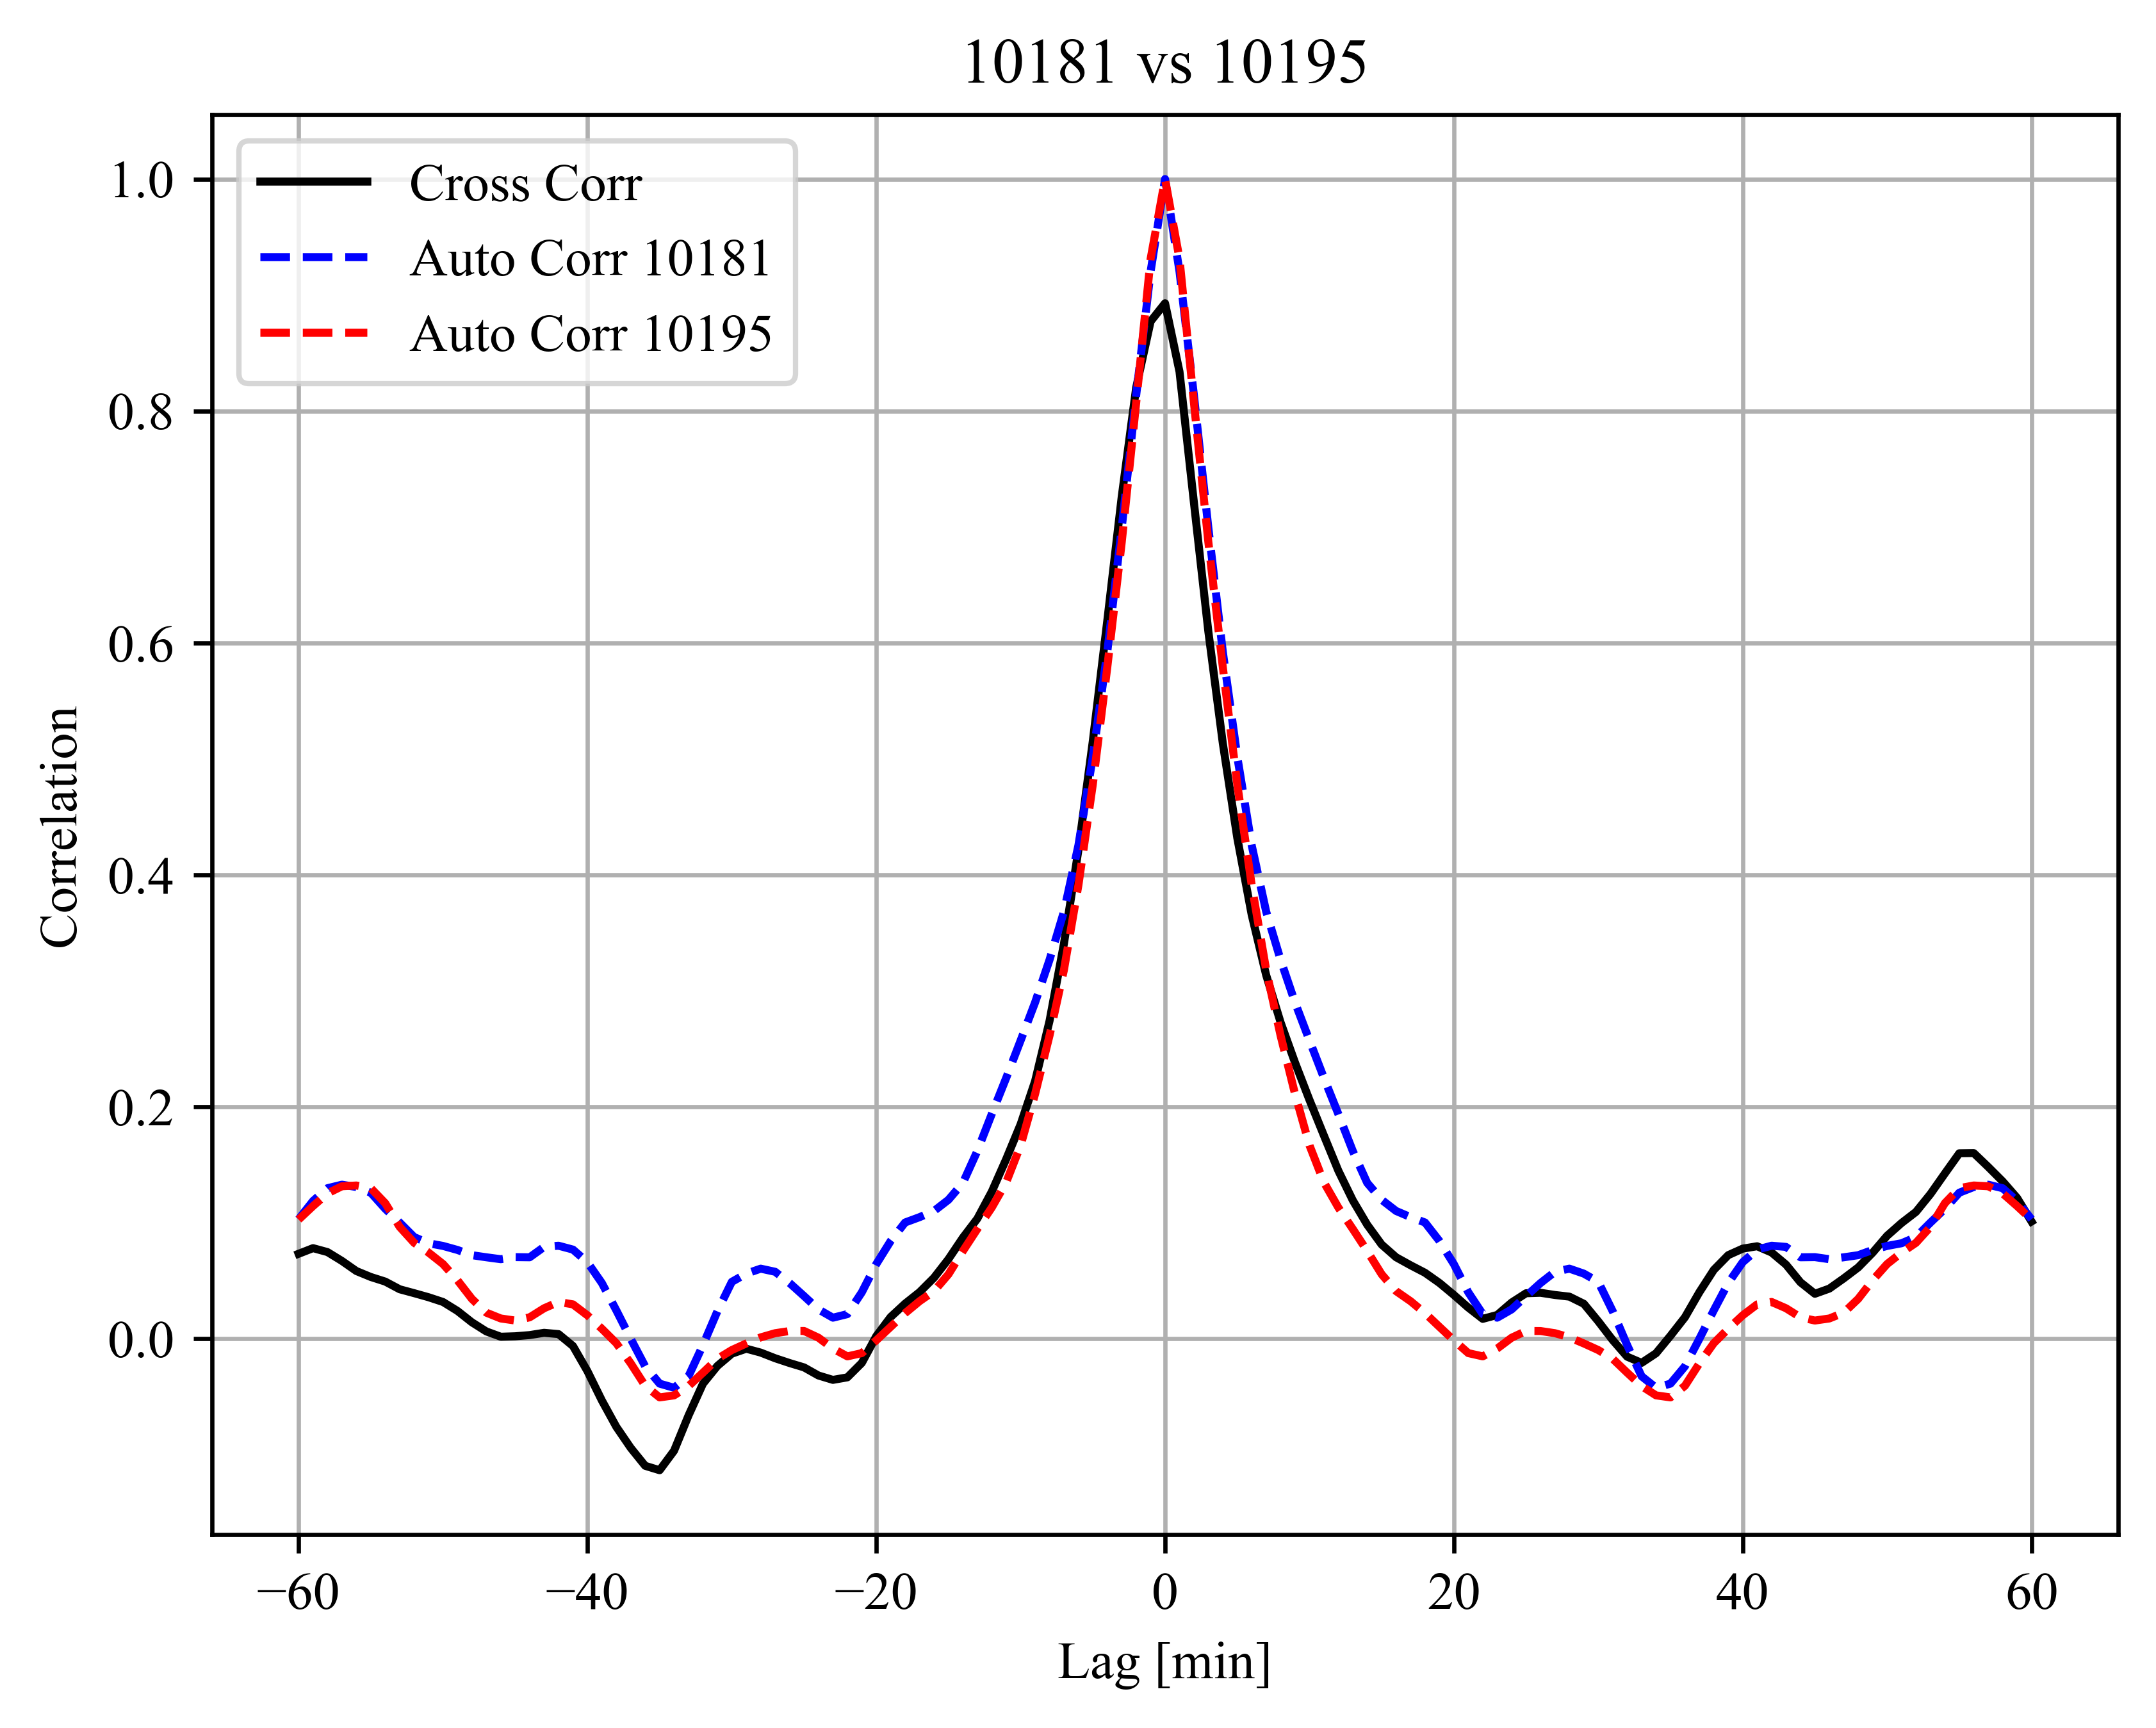 10181 vs 10195
Cross Corr
Auto Corr 10181
Auto Corr 10195
1.0
0.8
0.6
0.4
0.2
0.0
Correlation
−60 −40 −20 0 20 40 60
Lag [min]